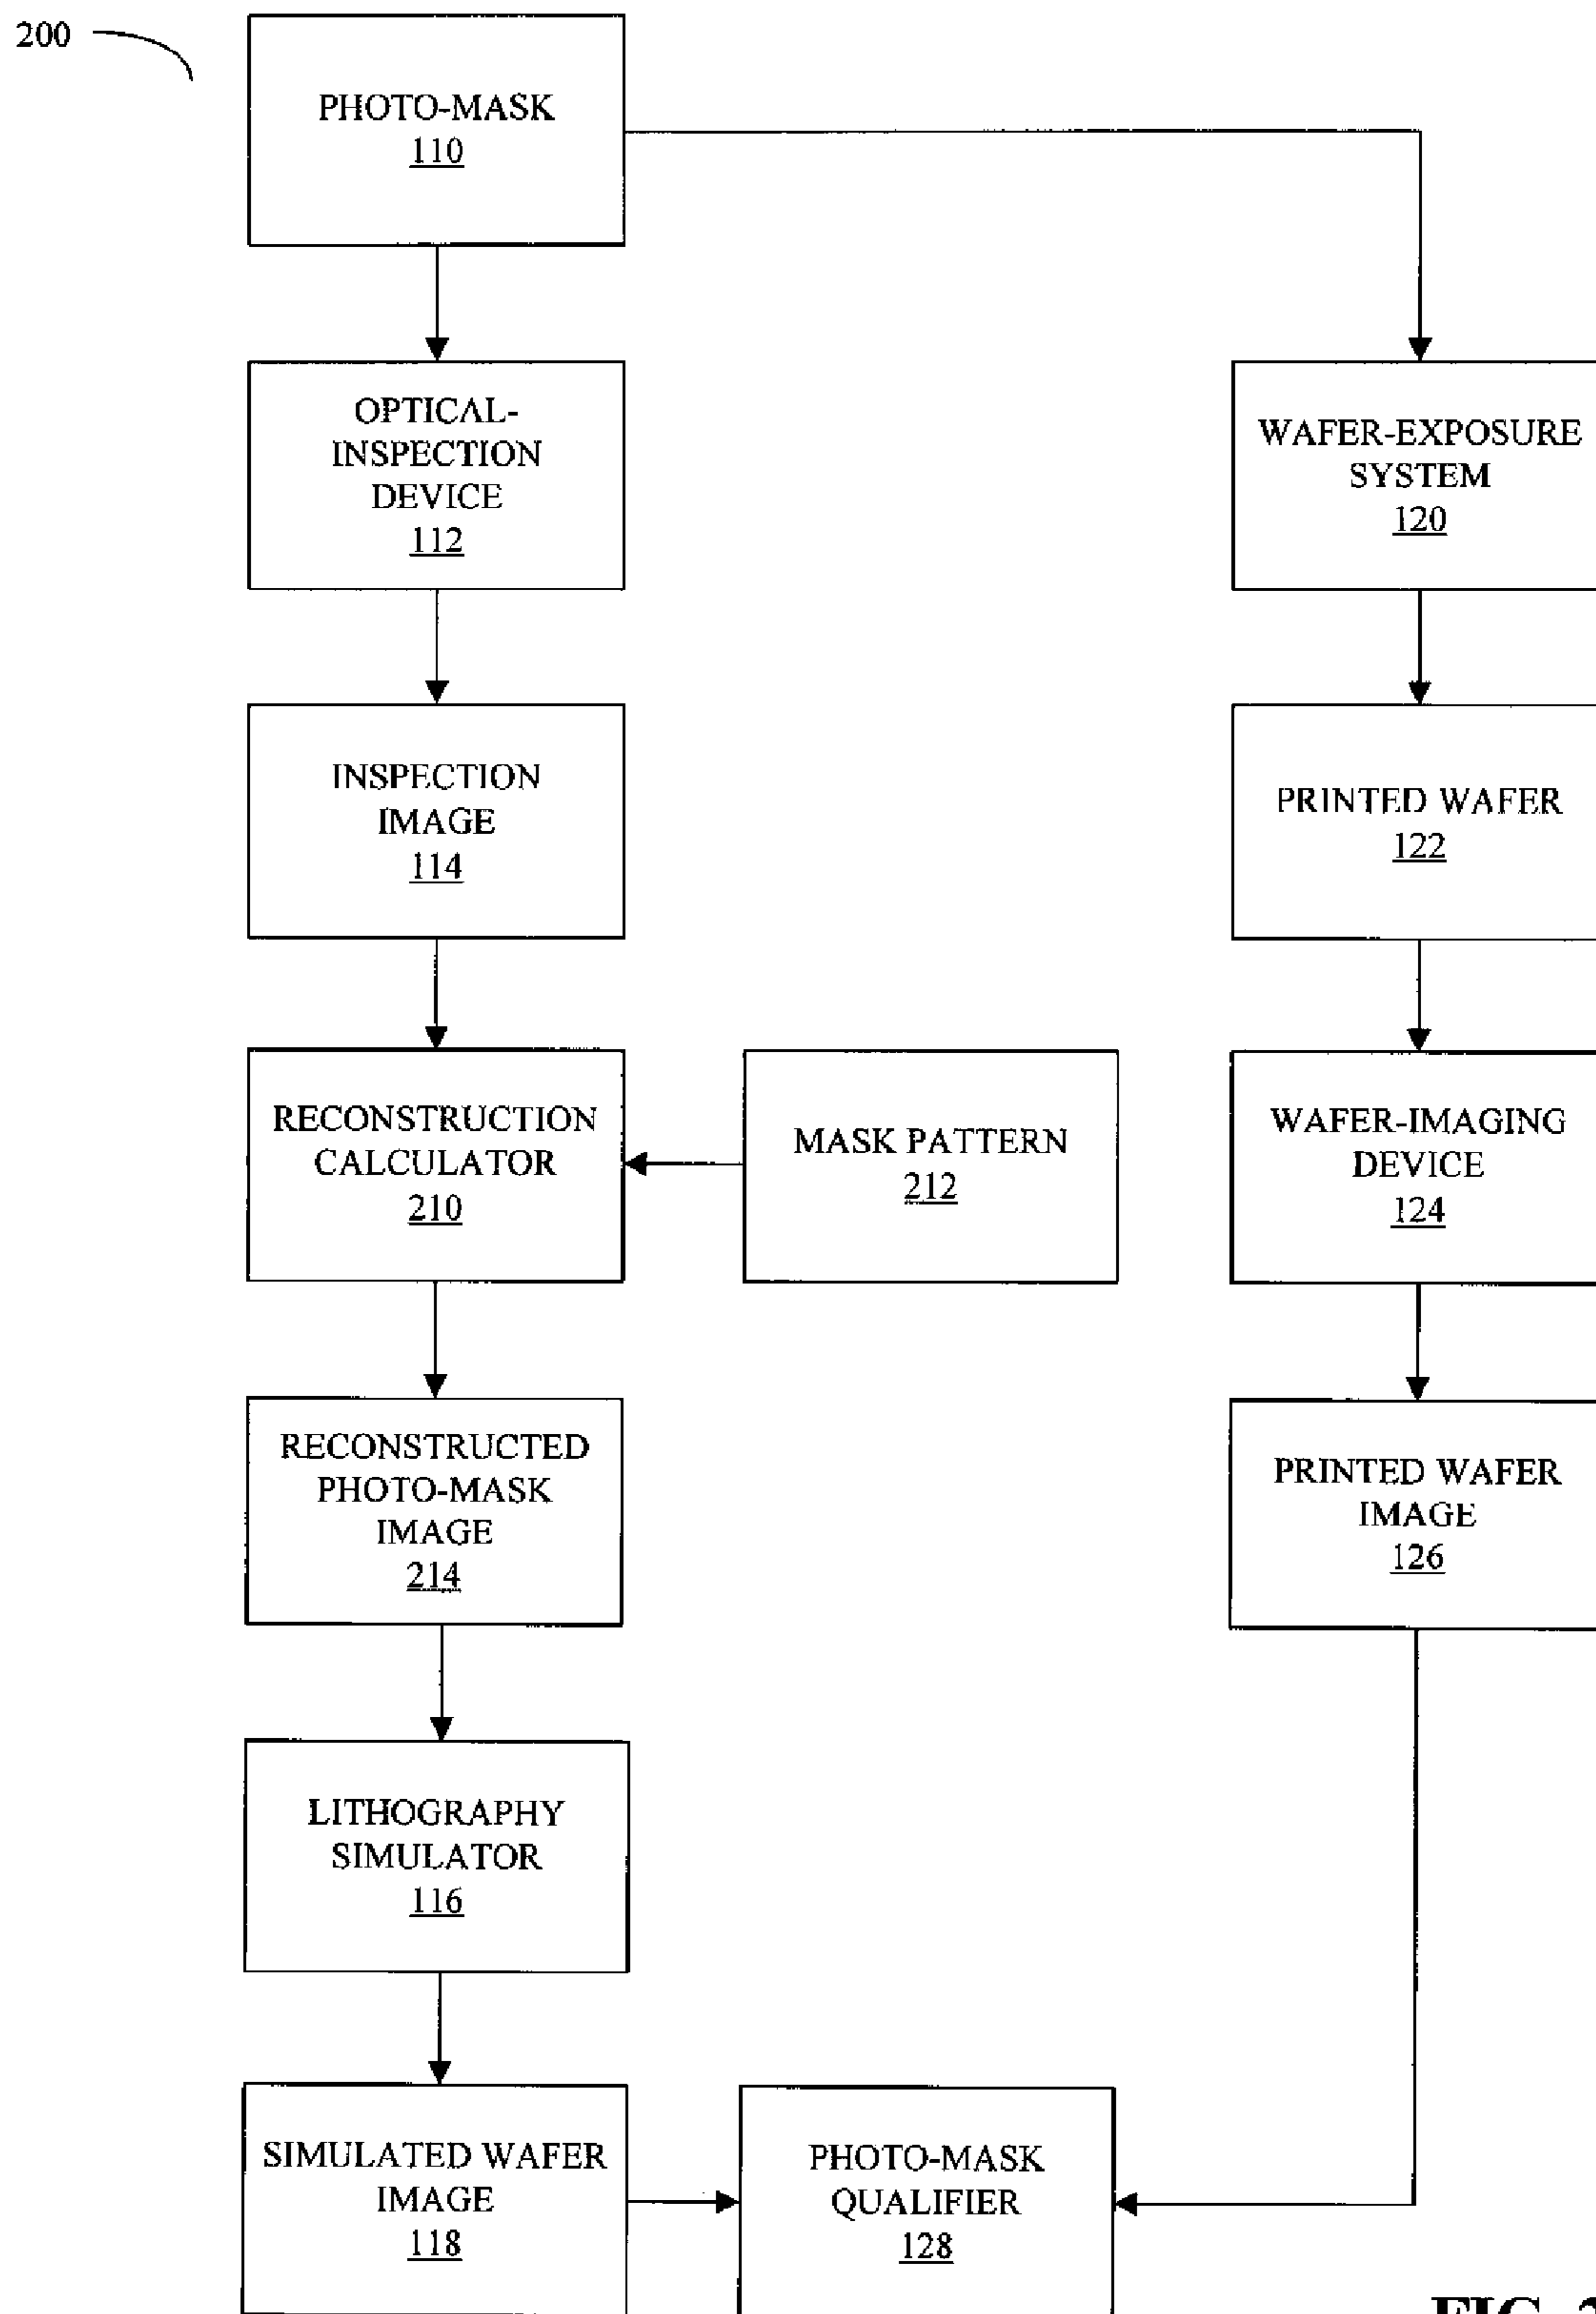 200
PHOTO-MASK
110
OPTICAL-
INSPECTION
DEVICE
112
WAFER-EXPOSURE
SYSTEM
120
INSPECTION
IMAGE
114
PRINTED WAFER
122
RECONSTRUCTION
CALCULATOR
210
MASK PATTERN
212
WAFER-IMAGING
DEVICE
124
RECONSTRUCTED
PHOTO-MASK
IMAGE
214
PRINTED WAFER
IMAGE
126
LITHOGRAPHY
SIMULATOR
116
SIMULATED WAFER
IMAGE
118
PHOTO-MASK
QUALIFIER
128
FIG.